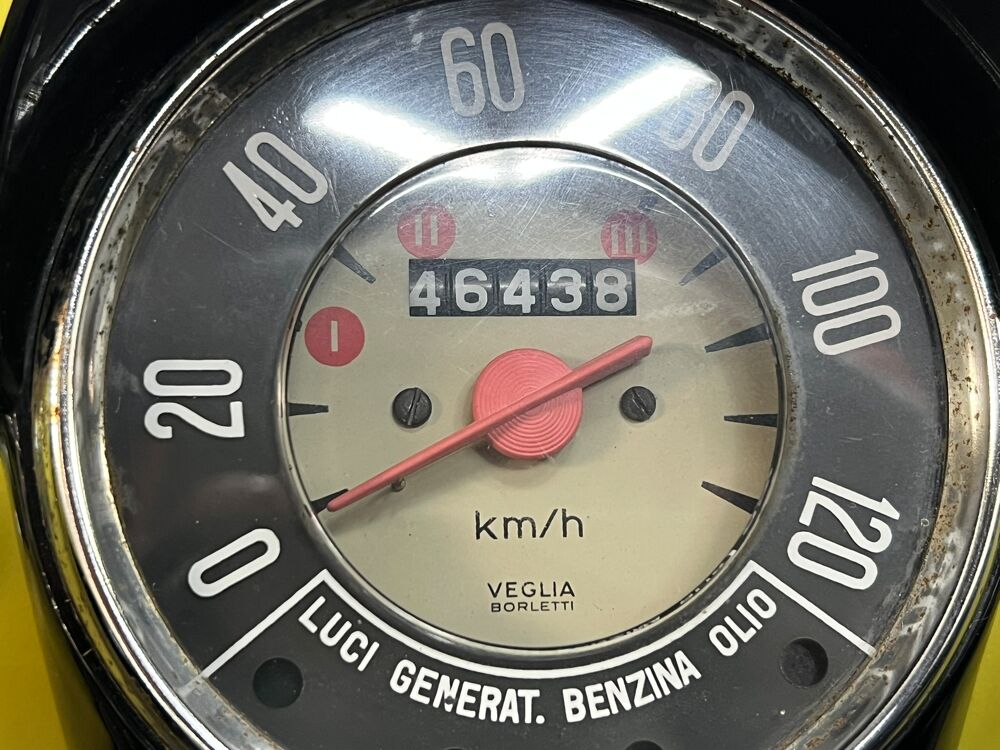 60
80
40
100
20
120
0
II
III
I
46438
km/h
VEGLIA
BORLETTI
LUCI GENERAT. BENZINA OLIO